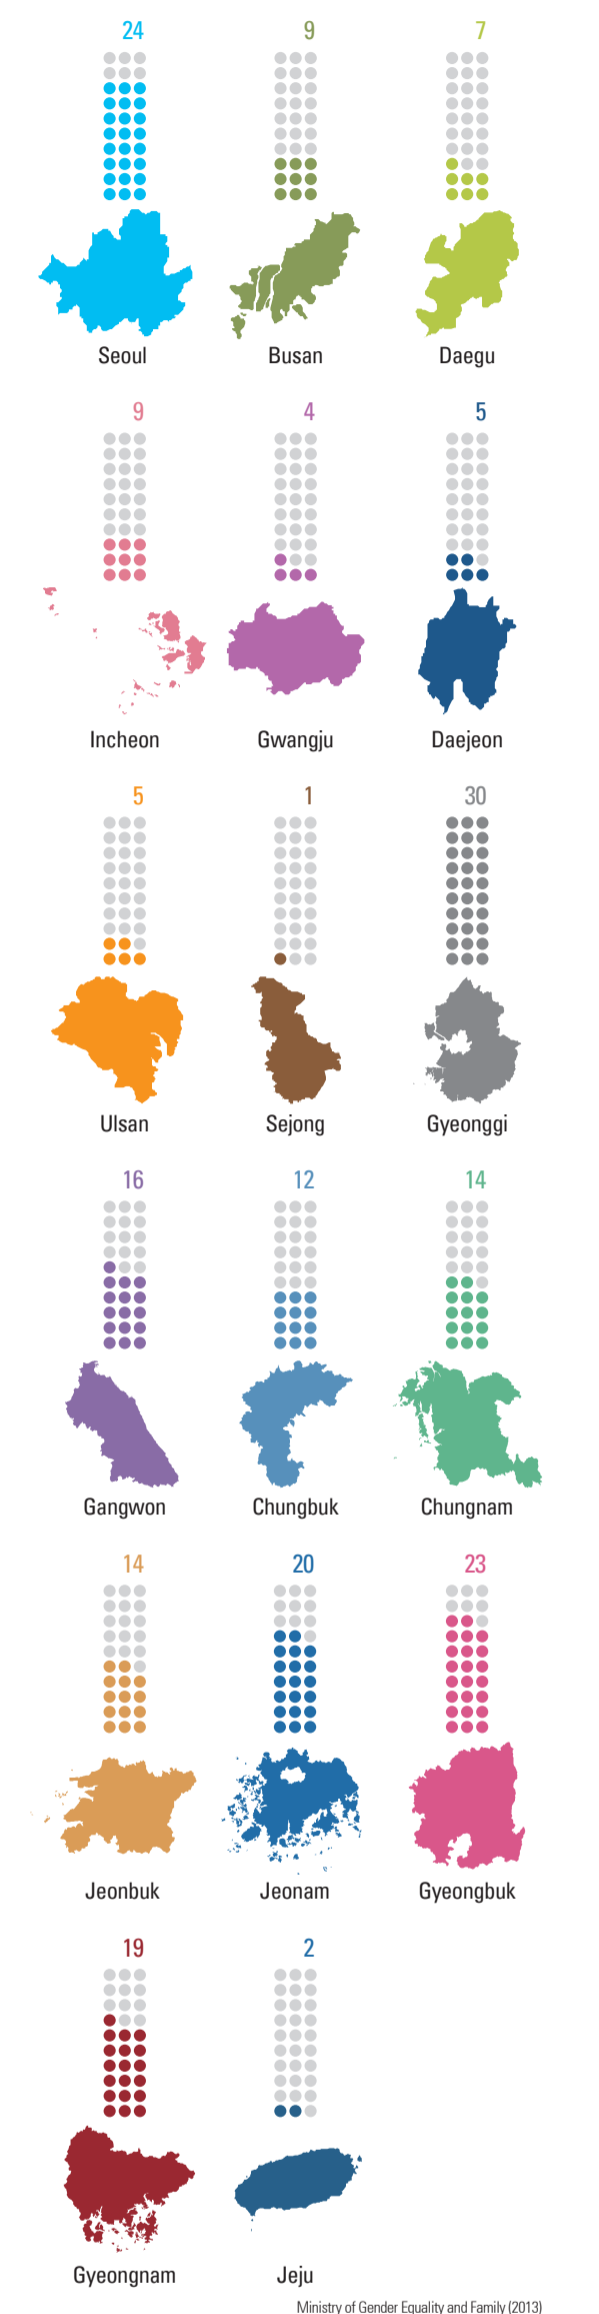 24 9 7
Seoul Busan Daegu
9 4 5
Incheon Gwangju Daejeon
5 1 30
Ulsan Sejong Gyeonggi
16 12 14
Gangwon Chungbuk Chungnam
14 20 23
Jeonbuk Jeonam Gyeongbuk
19 2
Gyeongnam Jeju
Ministry of Gender Equality and Family (2013)